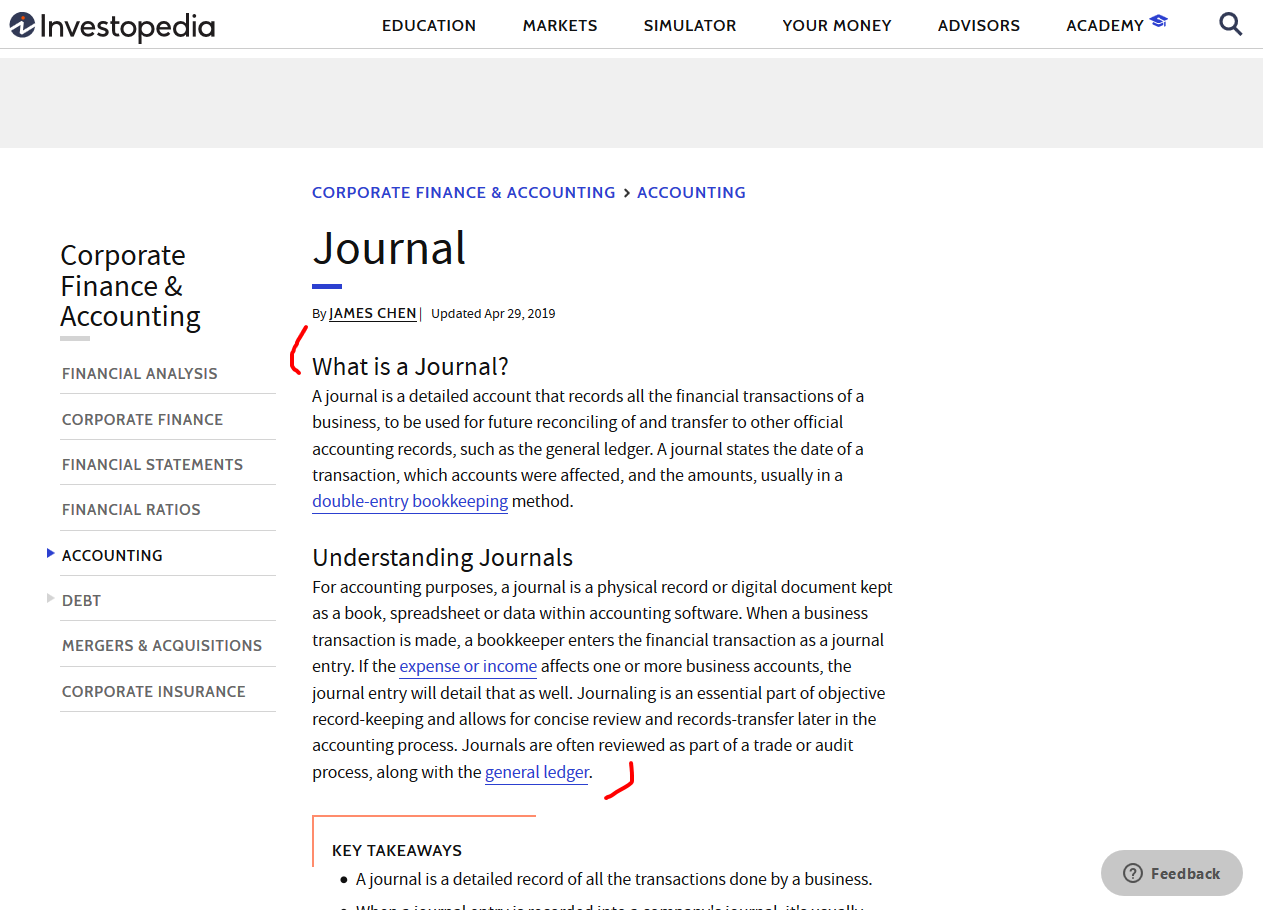 Investopedia
EDUCATION MARKETS SIMULATOR YOUR MONEY ADVISORS ACADEMY
CORPORATE FINANCE & ACCOUNTING > ACCOUNTING
Corporate
Finance &
Accounting
FINANCIAL ANALYSIS
CORPORATE FINANCE
FINANCIAL STATEMENTS
FINANCIAL RATIOS
ACCOUNTING
DEBT
MERGERS & ACQUISITIONS
CORPORATE INSURANCE
Journal
By JAMES CHEN | Updated Apr 29, 2019
What is a Journal?
A journal is a detailed account that records all the financial transactions of a
business, to be used for future reconciling of and transfer to other official
accounting records, such as the general ledger. A journal states the date of a
transaction, which accounts were affected, and the amounts, usually in a
double-entry bookkeeping method.
Understanding Journals
For accounting purposes, a journal is a physical record or digital document kept
as a book, spreadsheet or data within accounting software. When a business
transaction is made, a bookkeeper enters the financial transaction as a journal
entry. If the expense or income affects one or more business accounts, the
journal entry will detail that as well. Journaling is an essential part of objective
record-keeping and allows for concise review and records-transfer later in the
accounting process. Journals are often reviewed as part of a trade or audit
process, along with the general ledger.
KEY TAKEAWAYS
• A journal is a detailed record of all the transactions done by a business.
• When a journal entry is recorded into a company's journal, it's usually
? Feedback